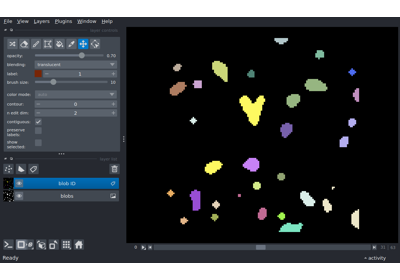 File View Layers Plugins Window Help
opacity: 0.70
blending: translucent
label: 1
brush size: 10
color mode:
contour: 0
n edit dim: 2
contiguous:
preserve labels:
show selected:
blob ID
blobs
0
Ready
activity